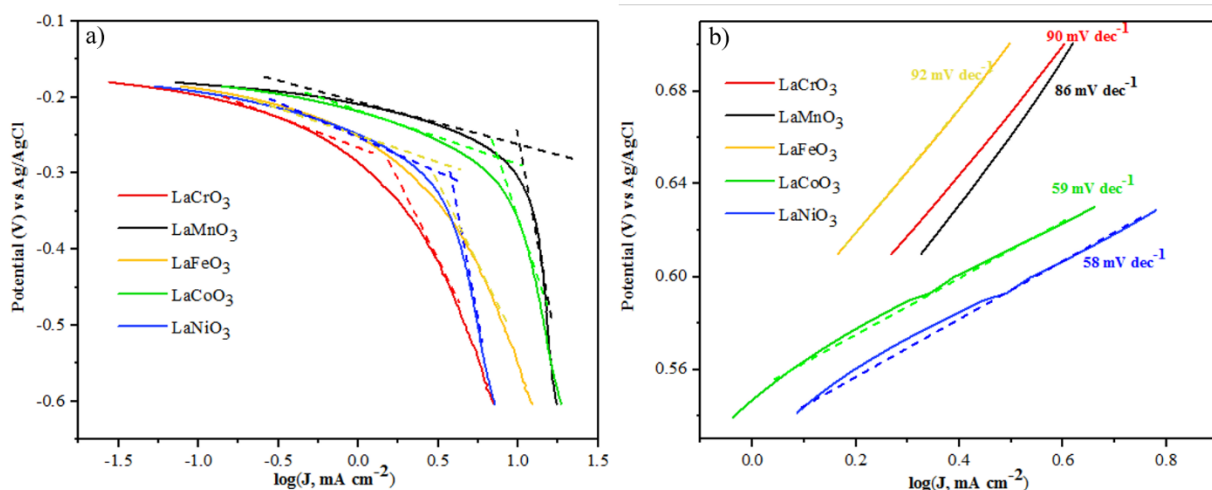 a)
Potential (V) vs Ag/AgCl
-0.1
-0.2
-0.3
-0.4
-0.5
-0.6
LaCrO₃
LaMnO₃
LaFeO₃
LaCoO₃
LaNiO₃
-1.5
-1.0
-0.5
0.0
0.5
1.0
1.5
log(J, mA cm⁻²)
b)
Potential (V) vs Ag/AgCl
0.68
0.64
0.60
0.56
LaCrO₃
LaMnO₃
LaFeO₃
LaCoO₃
LaNiO₃
92 mV dec⁻¹
90 mV dec⁻¹
86 mV dec⁻¹
59 mV dec⁻¹
58 mV dec⁻¹
0.0
0.2
0.4
0.6
0.8
log(J, mA cm⁻²)